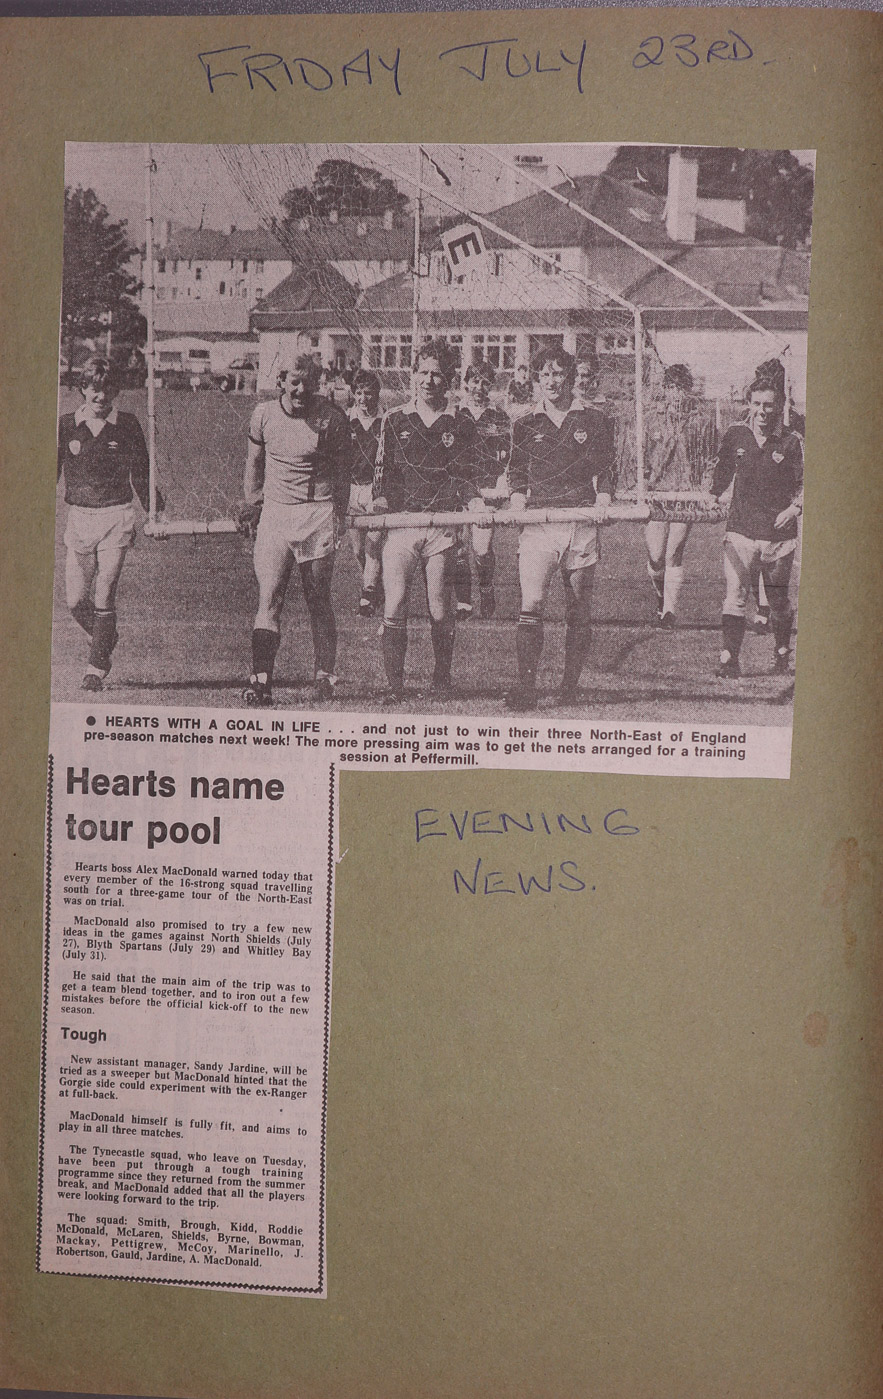 FRIDAY JULY 23RD.
E
● HEARTS WITH A GOAL IN LIFE . . . and not just to win their three North-East of England
pre-season matches next week! The more pressing aim was to get the nets arranged for a training
session at Peffermill.
Hearts name
tour pool
Hearts boss Alex MacDonald warned today that
every member of the 16-strong squad travelling
south for a three-game tour of the North-East
was on trial.
MacDonald also promised to try a few new
ideas in the games against North Shields (July
27), Blyth Spartans (July 29) and Whitley Bay
(July 31).
He said that the main aim of the trip was to
get a team blend together, and to iron out a few
mistakes before the official kick-off to the new
season.
Tough
New assistant manager, Sandy Jardine, will be
tried as a sweeper but MacDonald hinted that the
Gorgie side could experiment with the ex-Ranger
at full-back.
MacDonald himself is fully fit, and aims to
play in all three matches.
The Tynecastle squad, who leave on Tuesday,
have been put through a tough training
programme since they returned from the summer
break, and MacDonald added that all the players
were looking forward to the trip.
The squad: Smith, Brough, Kidd, Roddie
McDonald, McLaren, Shields, Byrne, Bowman,
Mackay, Pettigrew, McCoy, Marinello, J.
Robertson, Gauld, Jardine, A. MacDonald.
EVENING
NEWS.